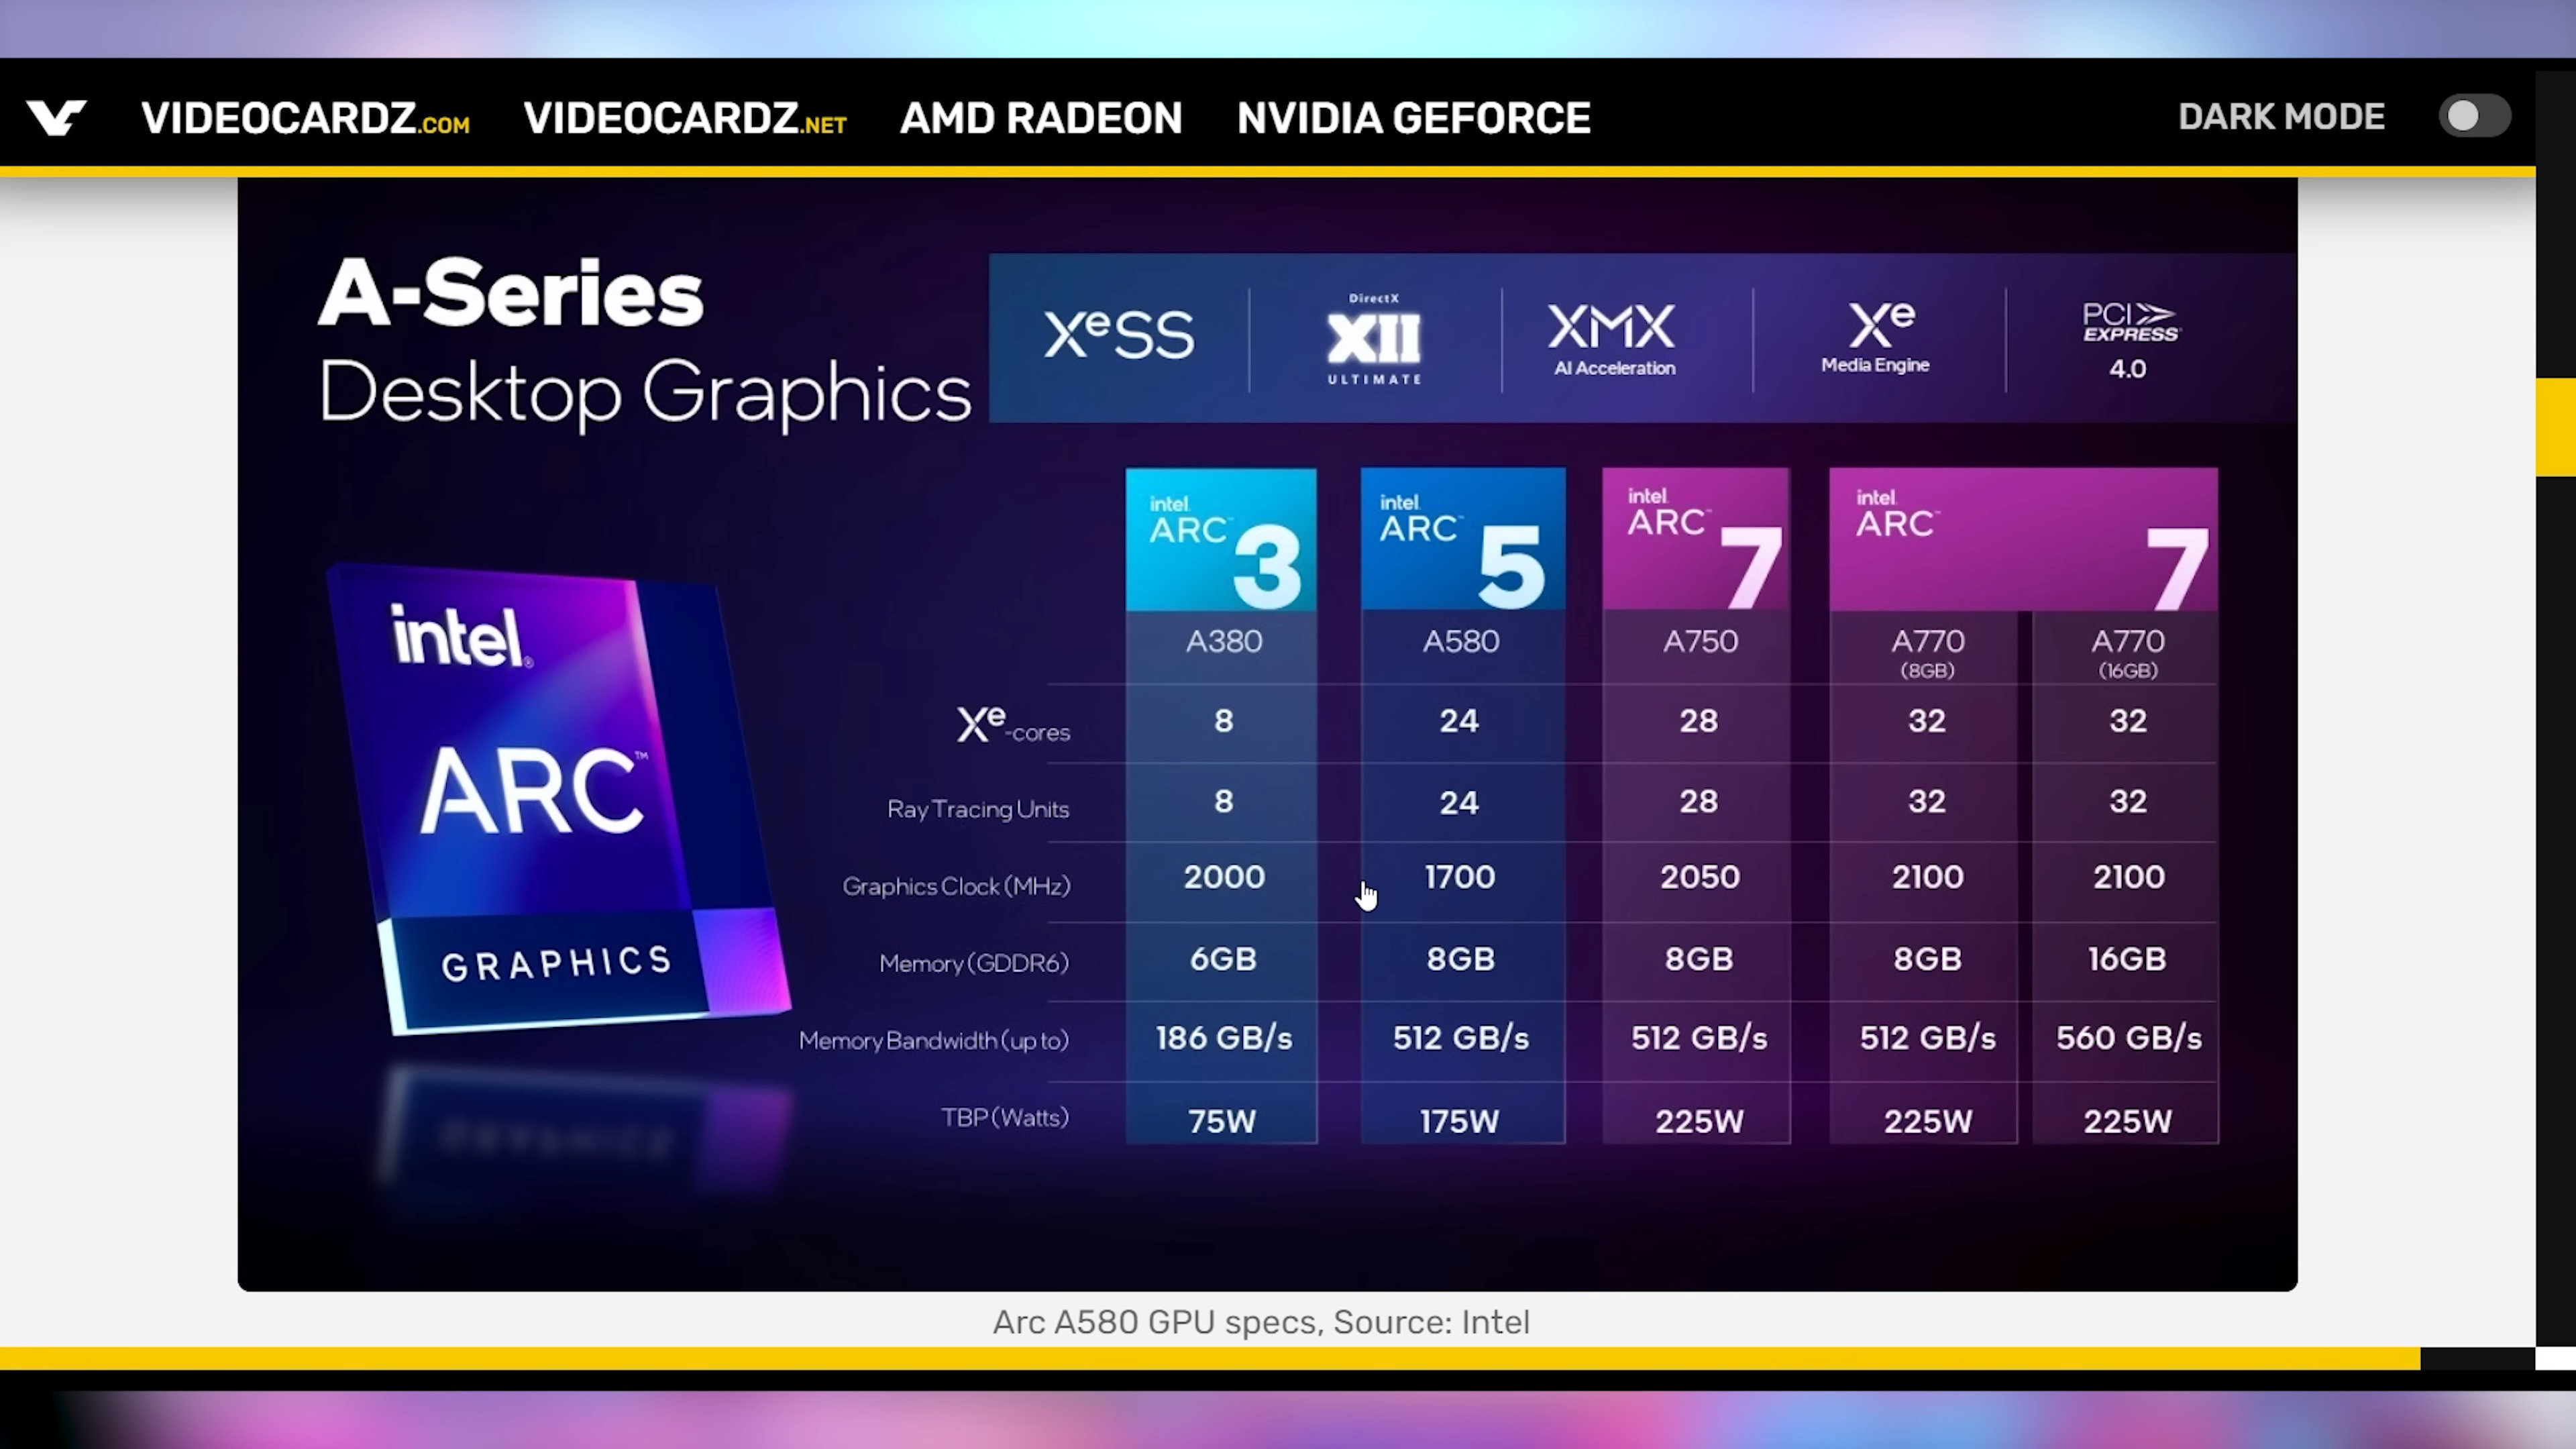 VIDEOCARDZ.COM VIDEOCARDZ.NET AMD RADEON NVIDIA GEFORCE DARK MODE
A-Series
Desktop Graphics
XeSS
DirectX
XII
ULTIMATE
XMX
AI Acceleration
Xe
Media Engine
PCI
EXPRESS
4.0
intel
ARC™ 3
intel
ARC™ 5
intel
ARC™ 7
intel
ARC™ 7
intel®
ARC™
GRAPHICS
A380 A580 A750 A770 (8GB) A770 (16GB)
Xe-cores 8 24 28 32 32
Ray Tracing Units 8 24 28 32 32
Graphics Clock (MHz) 2000 1700 2050 2100 2100
Memory (GDDR6) 6GB 8GB 8GB 8GB 16GB
Memory Bandwidth (up to) 186 GB/s 512 GB/s 512 GB/s 512 GB/s 560 GB/s
TBP (Watts) 75W 175W 225W 225W 225W
Arc A580 GPU specs, Source: Intel